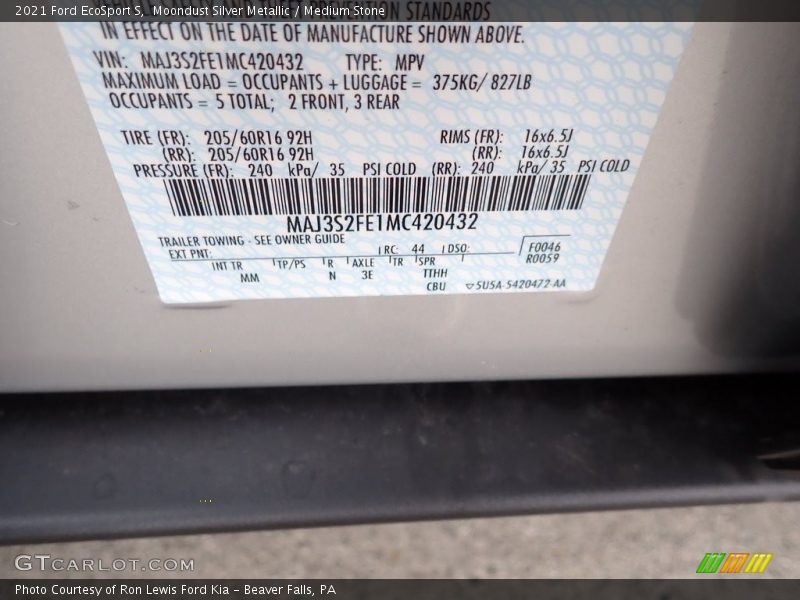 2021 Ford EcoSport S, Moondust Silver Metallic / Medium Stone
PREVENTION STANDARDS
IN EFFECT ON THE DATE OF MANUFACTURE SHOWN ABOVE.
VIN: MAJ3S2FE1MC420432 TYPE: MPV
MAXIMUM LOAD = OCCUPANTS + LUGGAGE = 375KG/ 827LB
OCCUPANTS = 5 TOTAL; 2 FRONT, 3 REAR
TIRE (FR): 205/60R16 92H RIMS (FR): 16x6.5J
(RR): 205/60R16 92H (RR): 16x6.5J
PRESSURE (FR): 240 kPa/ 35 PSI COLD (RR): 240 kPa/ 35 PSI COLD
MAJ3S2FE1MC420432
TRAILER TOWING - SEE OWNER GUIDE
EXT PNT: RC: 44 DSO: F0046
R0059
INT TR TP/PS R AXLE TR SPR
MM N 3E TTHH
CBU 5U5A-5420472-AA
GTCARLOT.COM
Photo Courtesy of Ron Lewis Ford Kia - Beaver Falls, PA